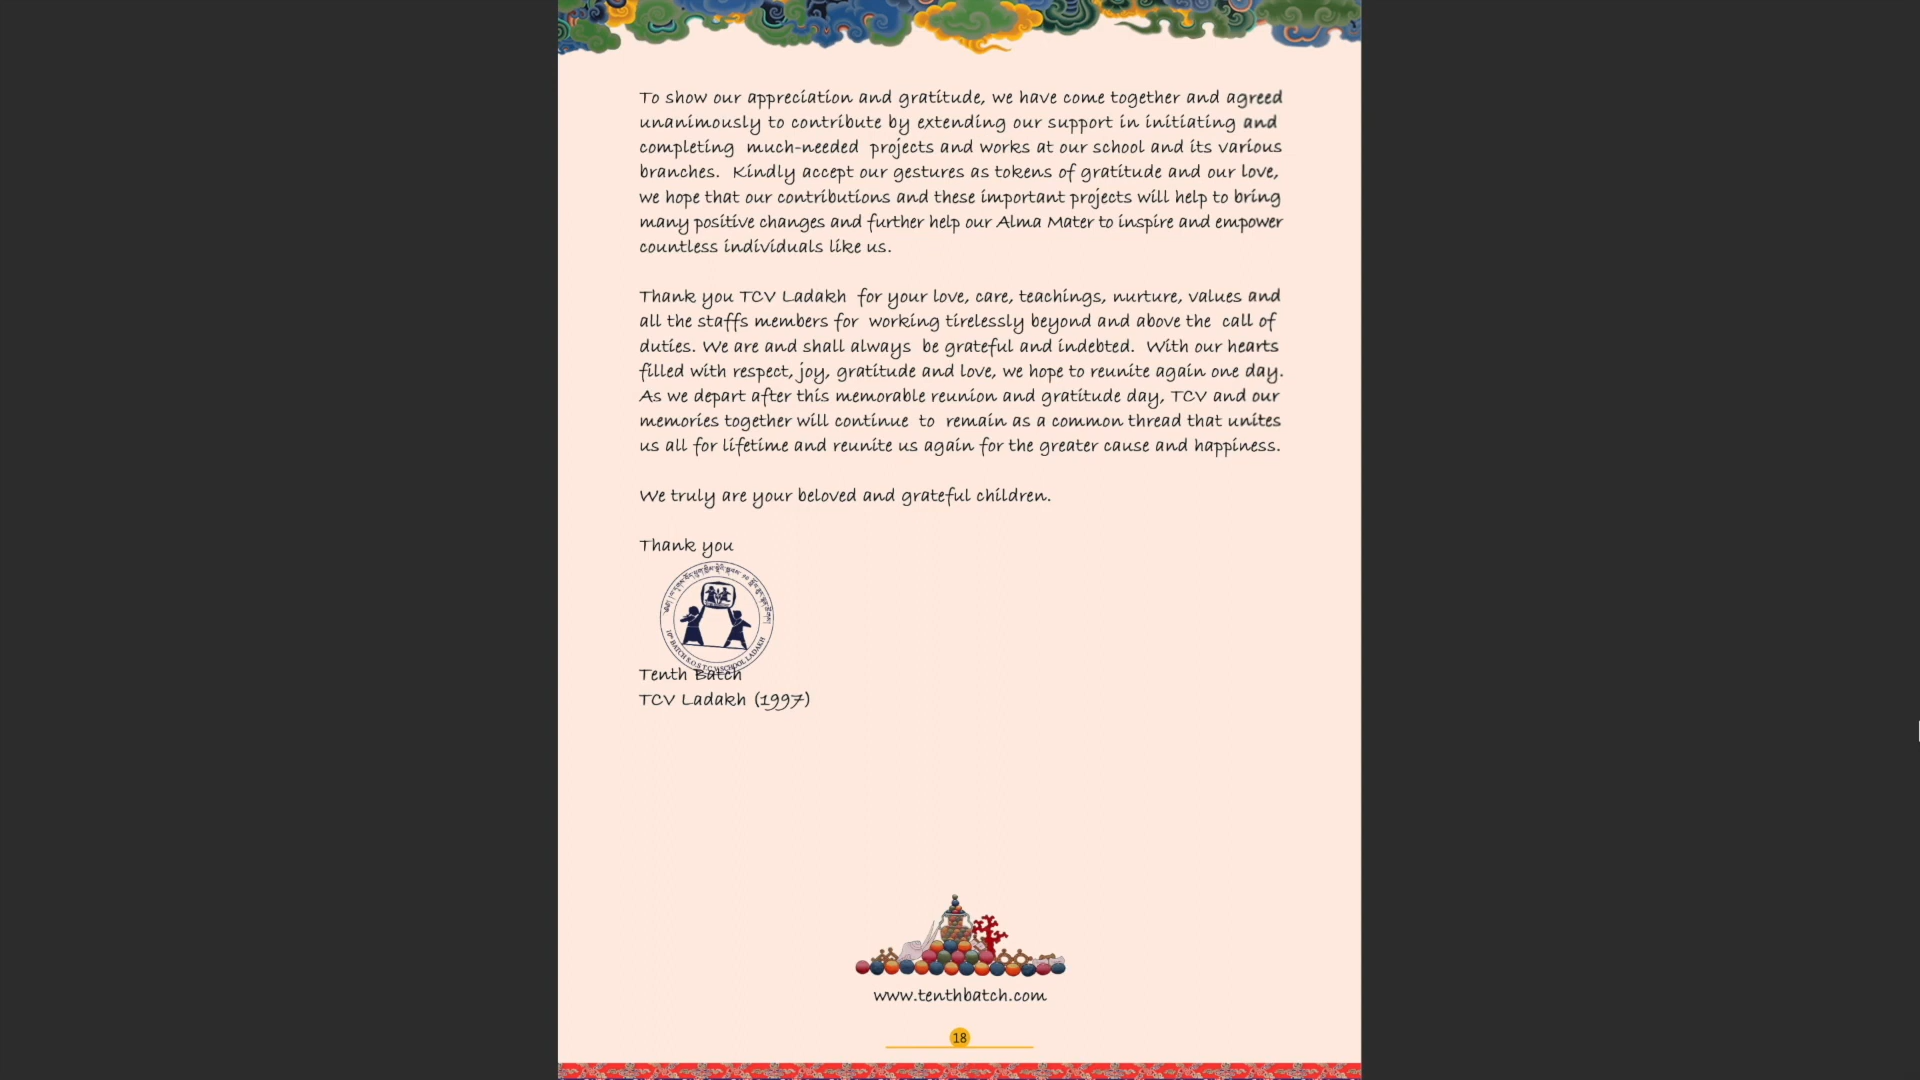 To show our appreciation and gratitude, we have come together and agreed
unanimously to contribute by extending our support in initiating and
completing much-needed projects and works at our school and its various
branches. Kindly accept our gestures as tokens of gratitude and our love,
we hope that our contributions and these important projects will help to bring
many positive changes and further help our Alma Mater to inspire and empower
countless individuals like us.
Thank you TCV Ladakh for your love, care, teachings, nurture, values and
all the staffs members for working tirelessly beyond and above the call of
duties. We are and shall always be grateful and indebted. With our hearts
filled with respect, joy, gratitude and love, we hope to reunite again one day.
As we depart after this memorable reunion and gratitude day, TCV and our
memories together will continue to remain as a common thread that unites
us all for lifetime and reunite us again for the greater cause and happiness.
We truly are your beloved and grateful children.
Thank you
10th BATCH S.O.S T.C.V SCHOOL LADAKH
Tenth Batch
TCV Ladakh (1997)
www.tenthbatch.com
18